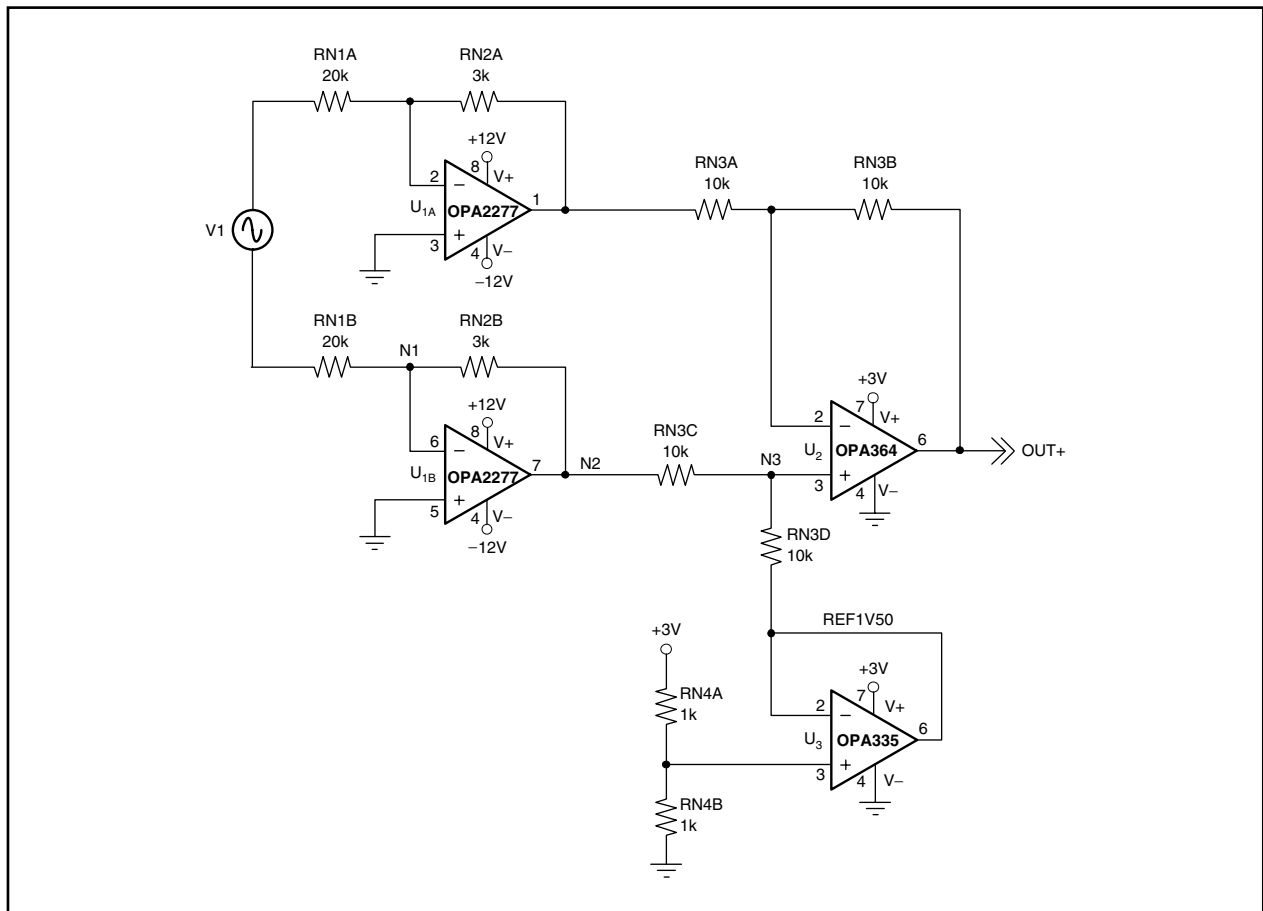 RN1A
20k
RN2A
3k
+12V
8
V+
2
−
U1A
OPA2277
1
+
3
4
V−
−12V
V1
RN3A
10k
RN3B
10k
RN1B
20k
N1
RN2B
3k
+12V
8
V+
6
−
U1B
OPA2277
7
N2
+
5
4
V−
−12V
RN3C
10k
N3
+3V
7
V+
2
−
U2
OPA364
6
OUT+
+
3
4
V−
RN3D
10k
REF1V50
+3V
RN4A
1k
+3V
7
V+
2
−
U3
OPA335
6
+
3
4
V−
RN4B
1k